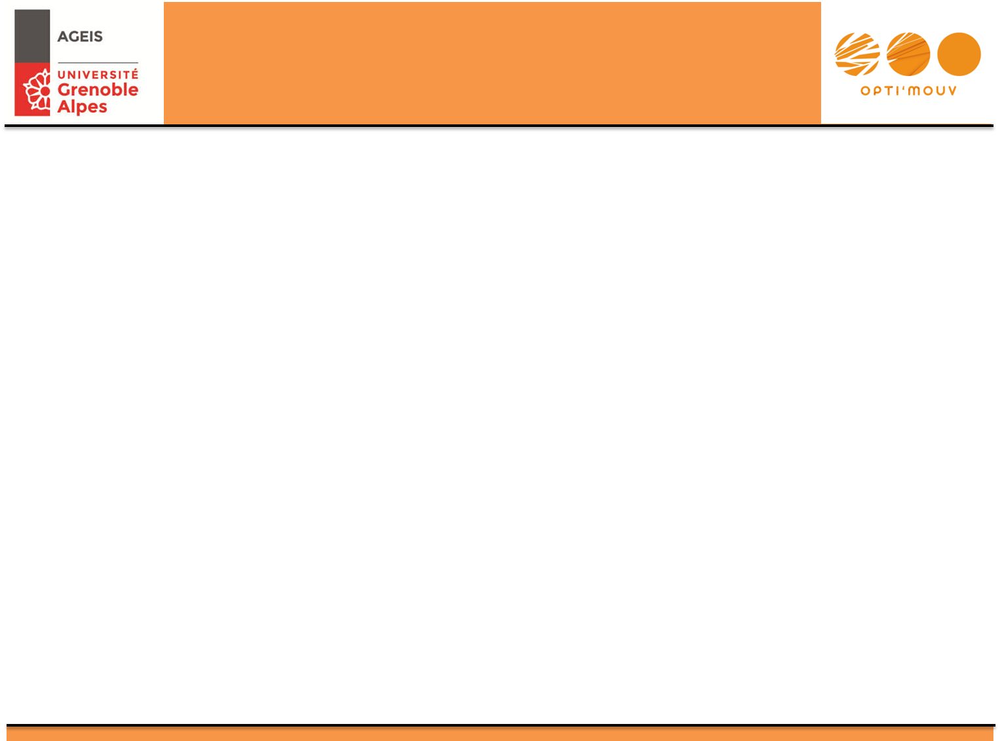 AGEIS
UNIVERSITÉ
Grenoble
Alpes
OPTI'MOUV